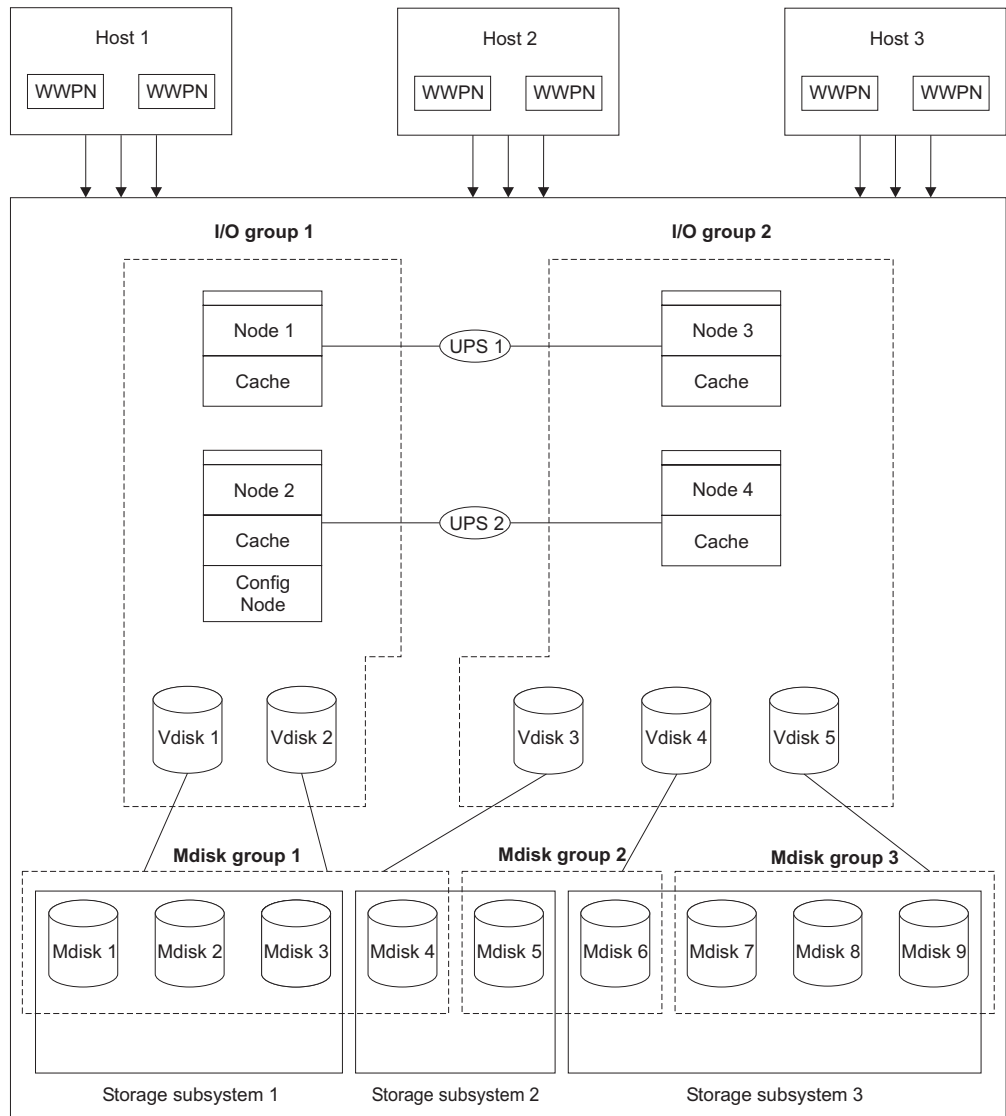 Host 1
WWPN WWPN
Host 2
WWPN WWPN
Host 3
WWPN WWPN
I/O group 1
I/O group 2
Node 1
Cache
UPS 1
Node 3
Cache
Node 2
Cache
Config
Node
UPS 2
Node 4
Cache
Vdisk 1
Vdisk 2
Vdisk 3
Vdisk 4
Vdisk 5
Mdisk group 1
Mdisk group 2
Mdisk group 3
Mdisk 1
Mdisk 2
Mdisk 3
Mdisk 4
Mdisk 5
Mdisk 6
Mdisk 7
Mdisk 8
Mdisk 9
Storage subsystem 1
Storage subsystem 2
Storage subsystem 3